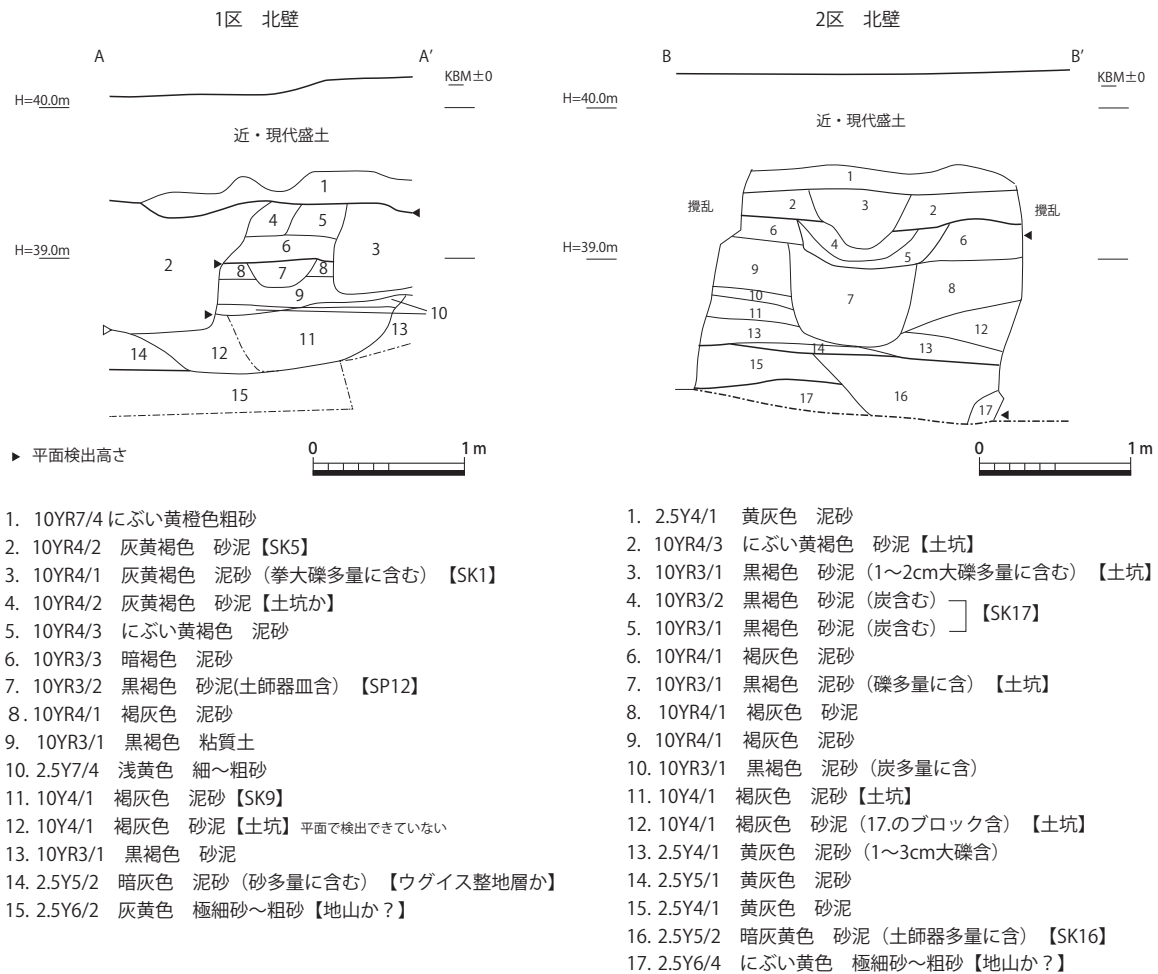 1区　北壁
A
A′
KBM±0
H=40.0m
近・現代盛土
1
4
5
2
6
3
8
7
8
9
10
14
12
11
13
15
H=39.0m
▶ 平面検出高さ
0
1 m
1. 10YR7/4 にぶい黄橙色粗砂
2. 10YR4/2　灰黄褐色　砂泥【SK5】
3. 10YR4/1　灰黄褐色　泥砂（拳大礫多量に含む）【SK1】
4. 10YR4/2　灰黄褐色　砂泥【土坑か】
5. 10YR4/3　にぶい黄褐色　泥砂
6. 10YR3/3　暗褐色　泥砂
7. 10YR3/2　黒褐色　砂泥(土師器皿含）【SP12】
８. 10YR4/1　褐灰色　泥砂
9. 10YR3/1　黒褐色　粘質土
10. 2.5Y7/4　浅黄色　細～粗砂
11. 10Y4/1　褐灰色　泥砂【SK9】
12. 10Y4/1　褐灰色　砂泥【土坑】平面で検出できていない
13. 10YR3/1　黒褐色　砂泥
14. 2.5Y5/2　暗灰色　泥砂（砂多量に含む）【ウグイス整地層か】
15. 2.5Y6/2　灰黄色　極細砂～粗砂【地山か？】
2区　北壁
B
B′
KBM±0
H=40.0m
近・現代盛土
攪乱
攪乱
H=39.0m
1
2
3
2
6
4
5
6
9
7
8
10
11
12
13
14
13
15
16
17
17
0
1 m
1. 2.5Y4/1　黄灰色　泥砂
2. 10YR4/3　にぶい黄褐色　砂泥【土坑】
3. 10YR3/1　黒褐色　砂泥（1～2cm大礫多量に含む）【土坑】
4. 10YR3/2　黒褐色　砂泥（炭含む）
5. 10YR3/1　黒褐色　砂泥（炭含む）
【SK17】
6. 10YR4/1　褐灰色　泥砂
7. 10YR3/1　黒褐色　泥砂（礫多量に含）【土坑】
8. 10YR4/1　褐灰色　砂泥
9. 10YR4/1　褐灰色　泥砂
10. 10YR3/1　黒褐色　泥砂（炭多量に含）
11. 10Y4/1　褐灰色　泥砂【土坑】
12. 10Y4/1　褐灰色　砂泥（17.のブロック含）【土坑】
13. 2.5Y4/1　黄灰色　泥砂（1～3cm大礫含）
14. 2.5Y5/1　黄灰色　泥砂
15. 2.5Y4/1　黄灰色　砂泥
16. 2.5Y5/2　暗灰黄色　砂泥（土師器多量に含）【SK16】
17. 2.5Y6/4　にぶい黄色　極細砂～粗砂【地山か？】